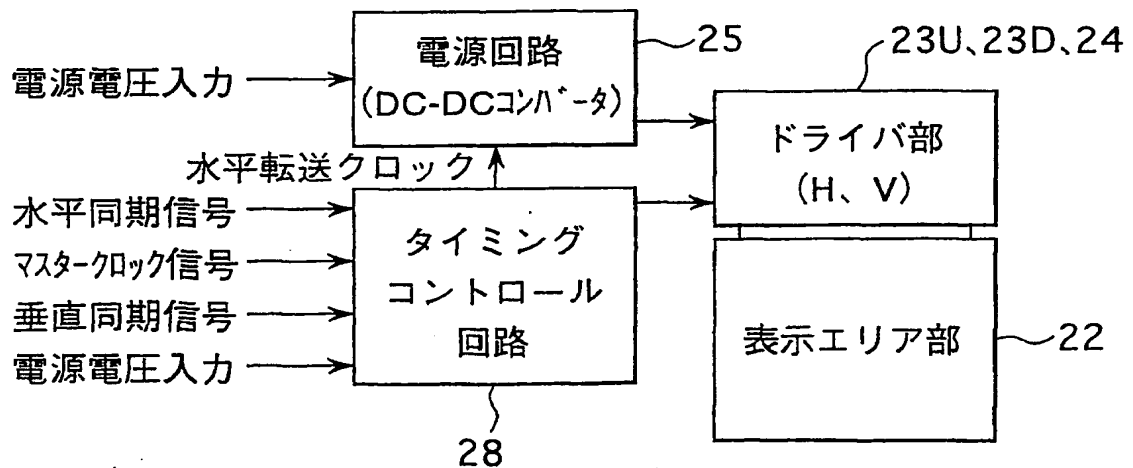 電源回路
(DC-DCコンバータ)
25
23U、23D、24
電源電圧入力
ドライバ部
(H、V)
水平転送クロック
水平同期信号
マスタークロック信号
垂直同期信号
電源電圧入力
タイミング
コントロール
回路
表示エリア部
22
28